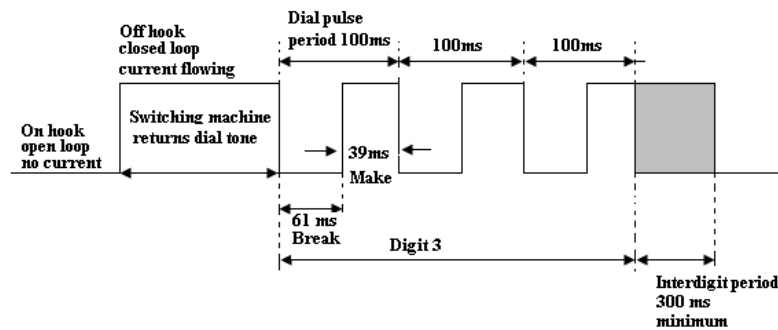 Dial pulse
period 100ms
Off hook
closed loop
current flowing
100ms
100ms
Switching machine
returns dial tone
On hook
open loop
no current
39ms
Make
61 ms
Break
Digit 3
Interdigit period
300 ms
minimum